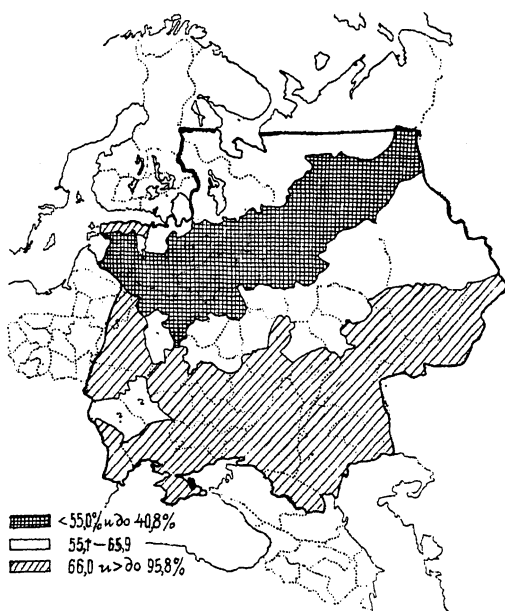 ? ?
< 55,0% и до 40,8%
55,1 — 65,9
66,0 и > до 95,8%